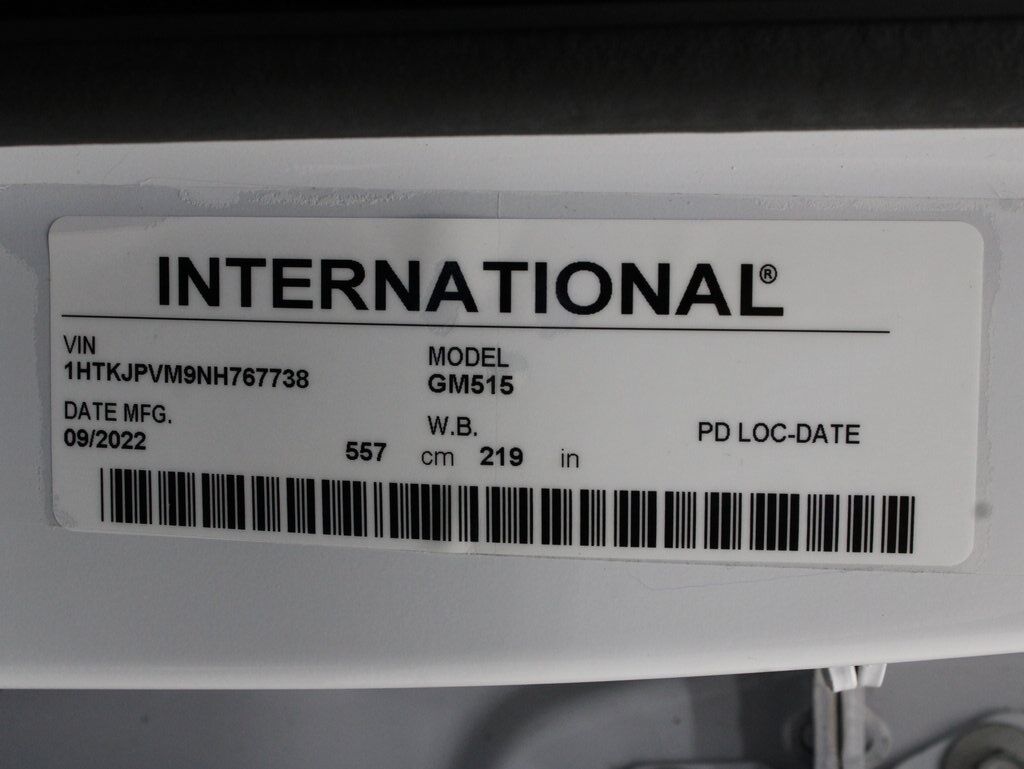 INTERNATIONAL®
VIN
1HTKJPVM9NH767738
MODEL
GM515
DATE MFG.
09/2022
W.B.
557 cm 219 in
PD LOC-DATE